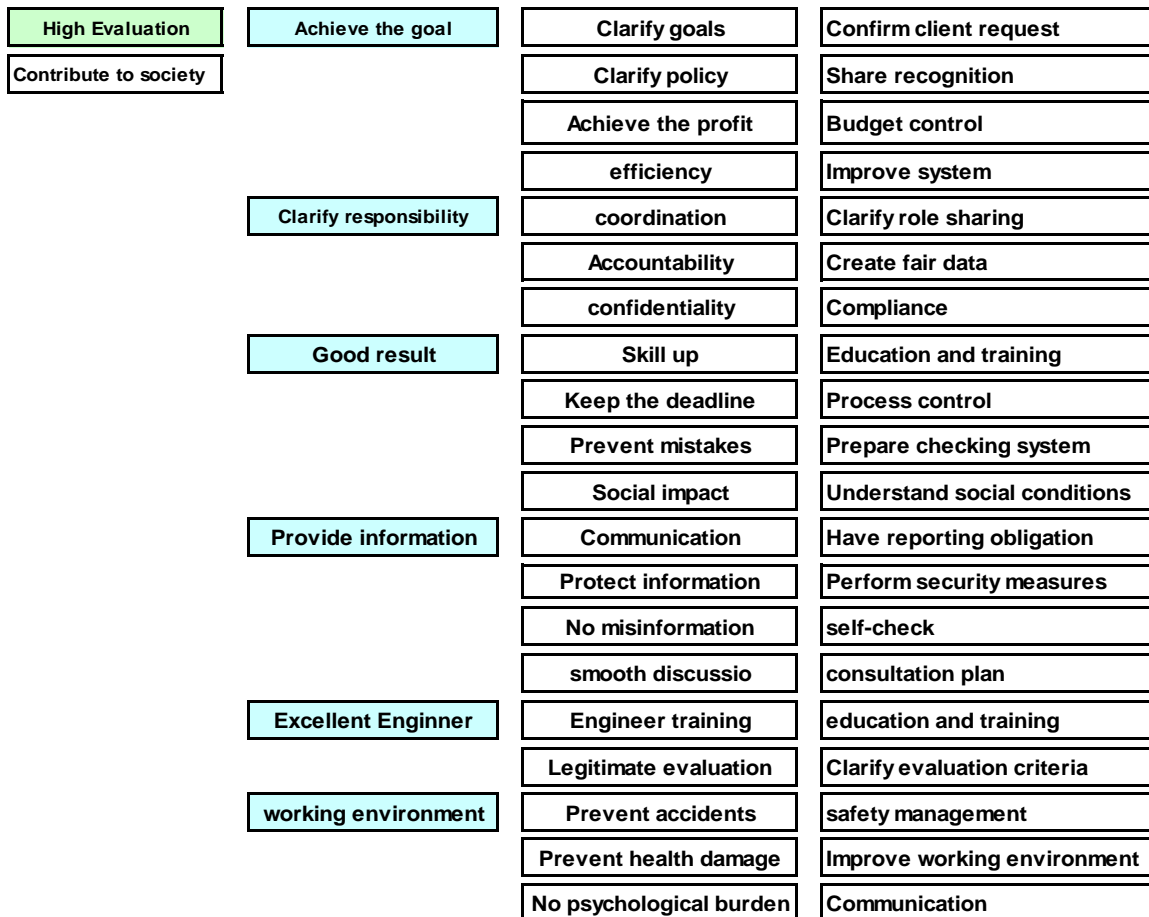 High Evaluation Achieve the goal Clarify goals Confirm client request
Contribute to society Clarify policy Share recognition
Achieve the profit Budget control
efficiency Improve system
Clarify responsibility coordination Clarify role sharing
Accountability Create fair data
confidentiality Compliance
Good result Skill up Education and training
Keep the deadline Process control
Prevent mistakes Prepare checking system
Social impact Understand social conditions
Provide information Communication Have reporting obligation
Protect information Perform security measures
No misinformation self-check
smooth discussio consultation plan
Excellent Enginner Engineer training education and training
Legitimate evaluation Clarify evaluation criteria
working environment Prevent accidents safety management
Prevent health damage Improve working environment
No psychological burden Communication